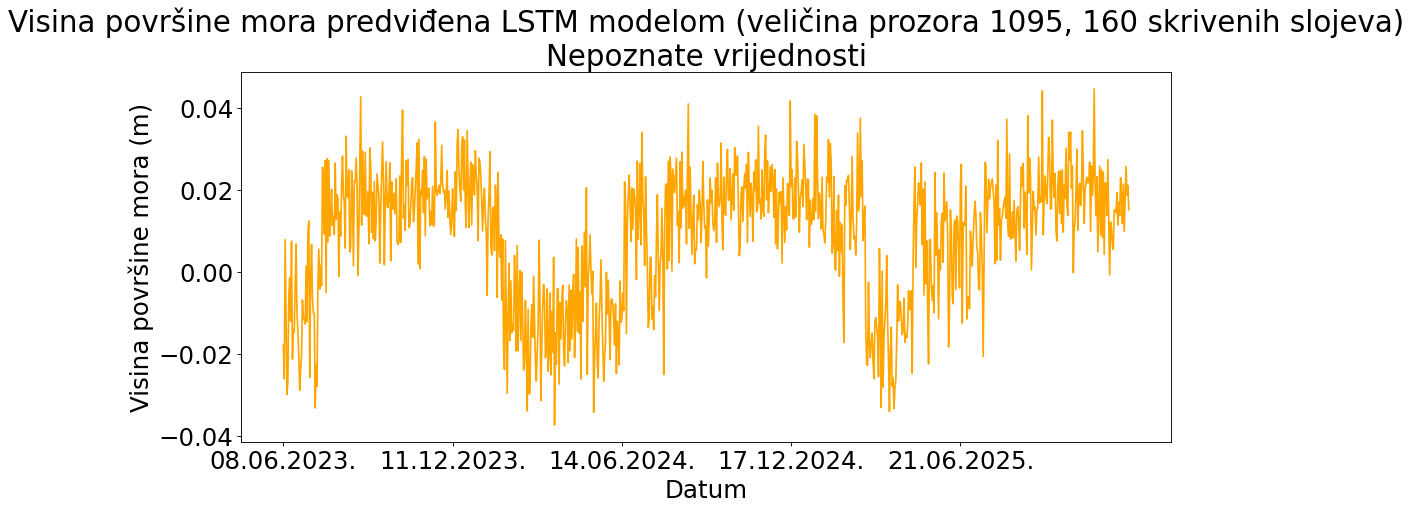 Visina površine mora predviđena LSTM modelom (veličina prozora 1095, 160 skrivenih slojeva)
Nepoznate vrijednosti
Visina površine mora (m)
0.04
0.02
0.00
−0.02
−0.04
08.06.2023. 11.12.2023. 14.06.2024. 17.12.2024. 21.06.2025.
Datum